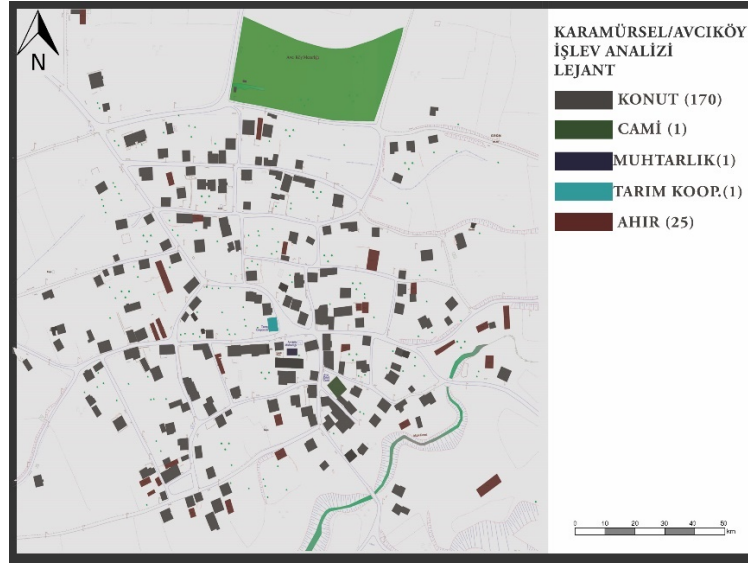 N
KARAMÜRSEL/AVCIKÖY
İŞLEV ANALİZİ
LEJANT
KONUT (170)
CAMİ (1)
MUHTARLIK(1)
TARIM KOOP.(1)
AHIR (25)
0 10 20 30 40 50
km